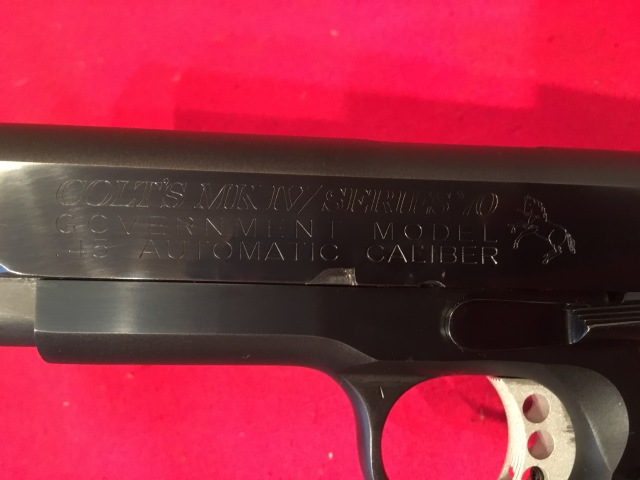 COLT'S MK IV/SERIES '70
GOVERNMENT MODEL
.45 AUTOMATIC CALIBER